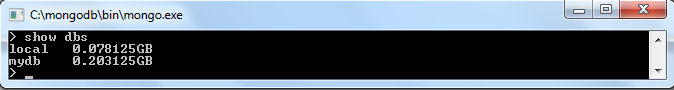 C:\mongodb\bin\mongo.exe
> show dbs
local   0.078125GB
mydb    0.203125GB
> _